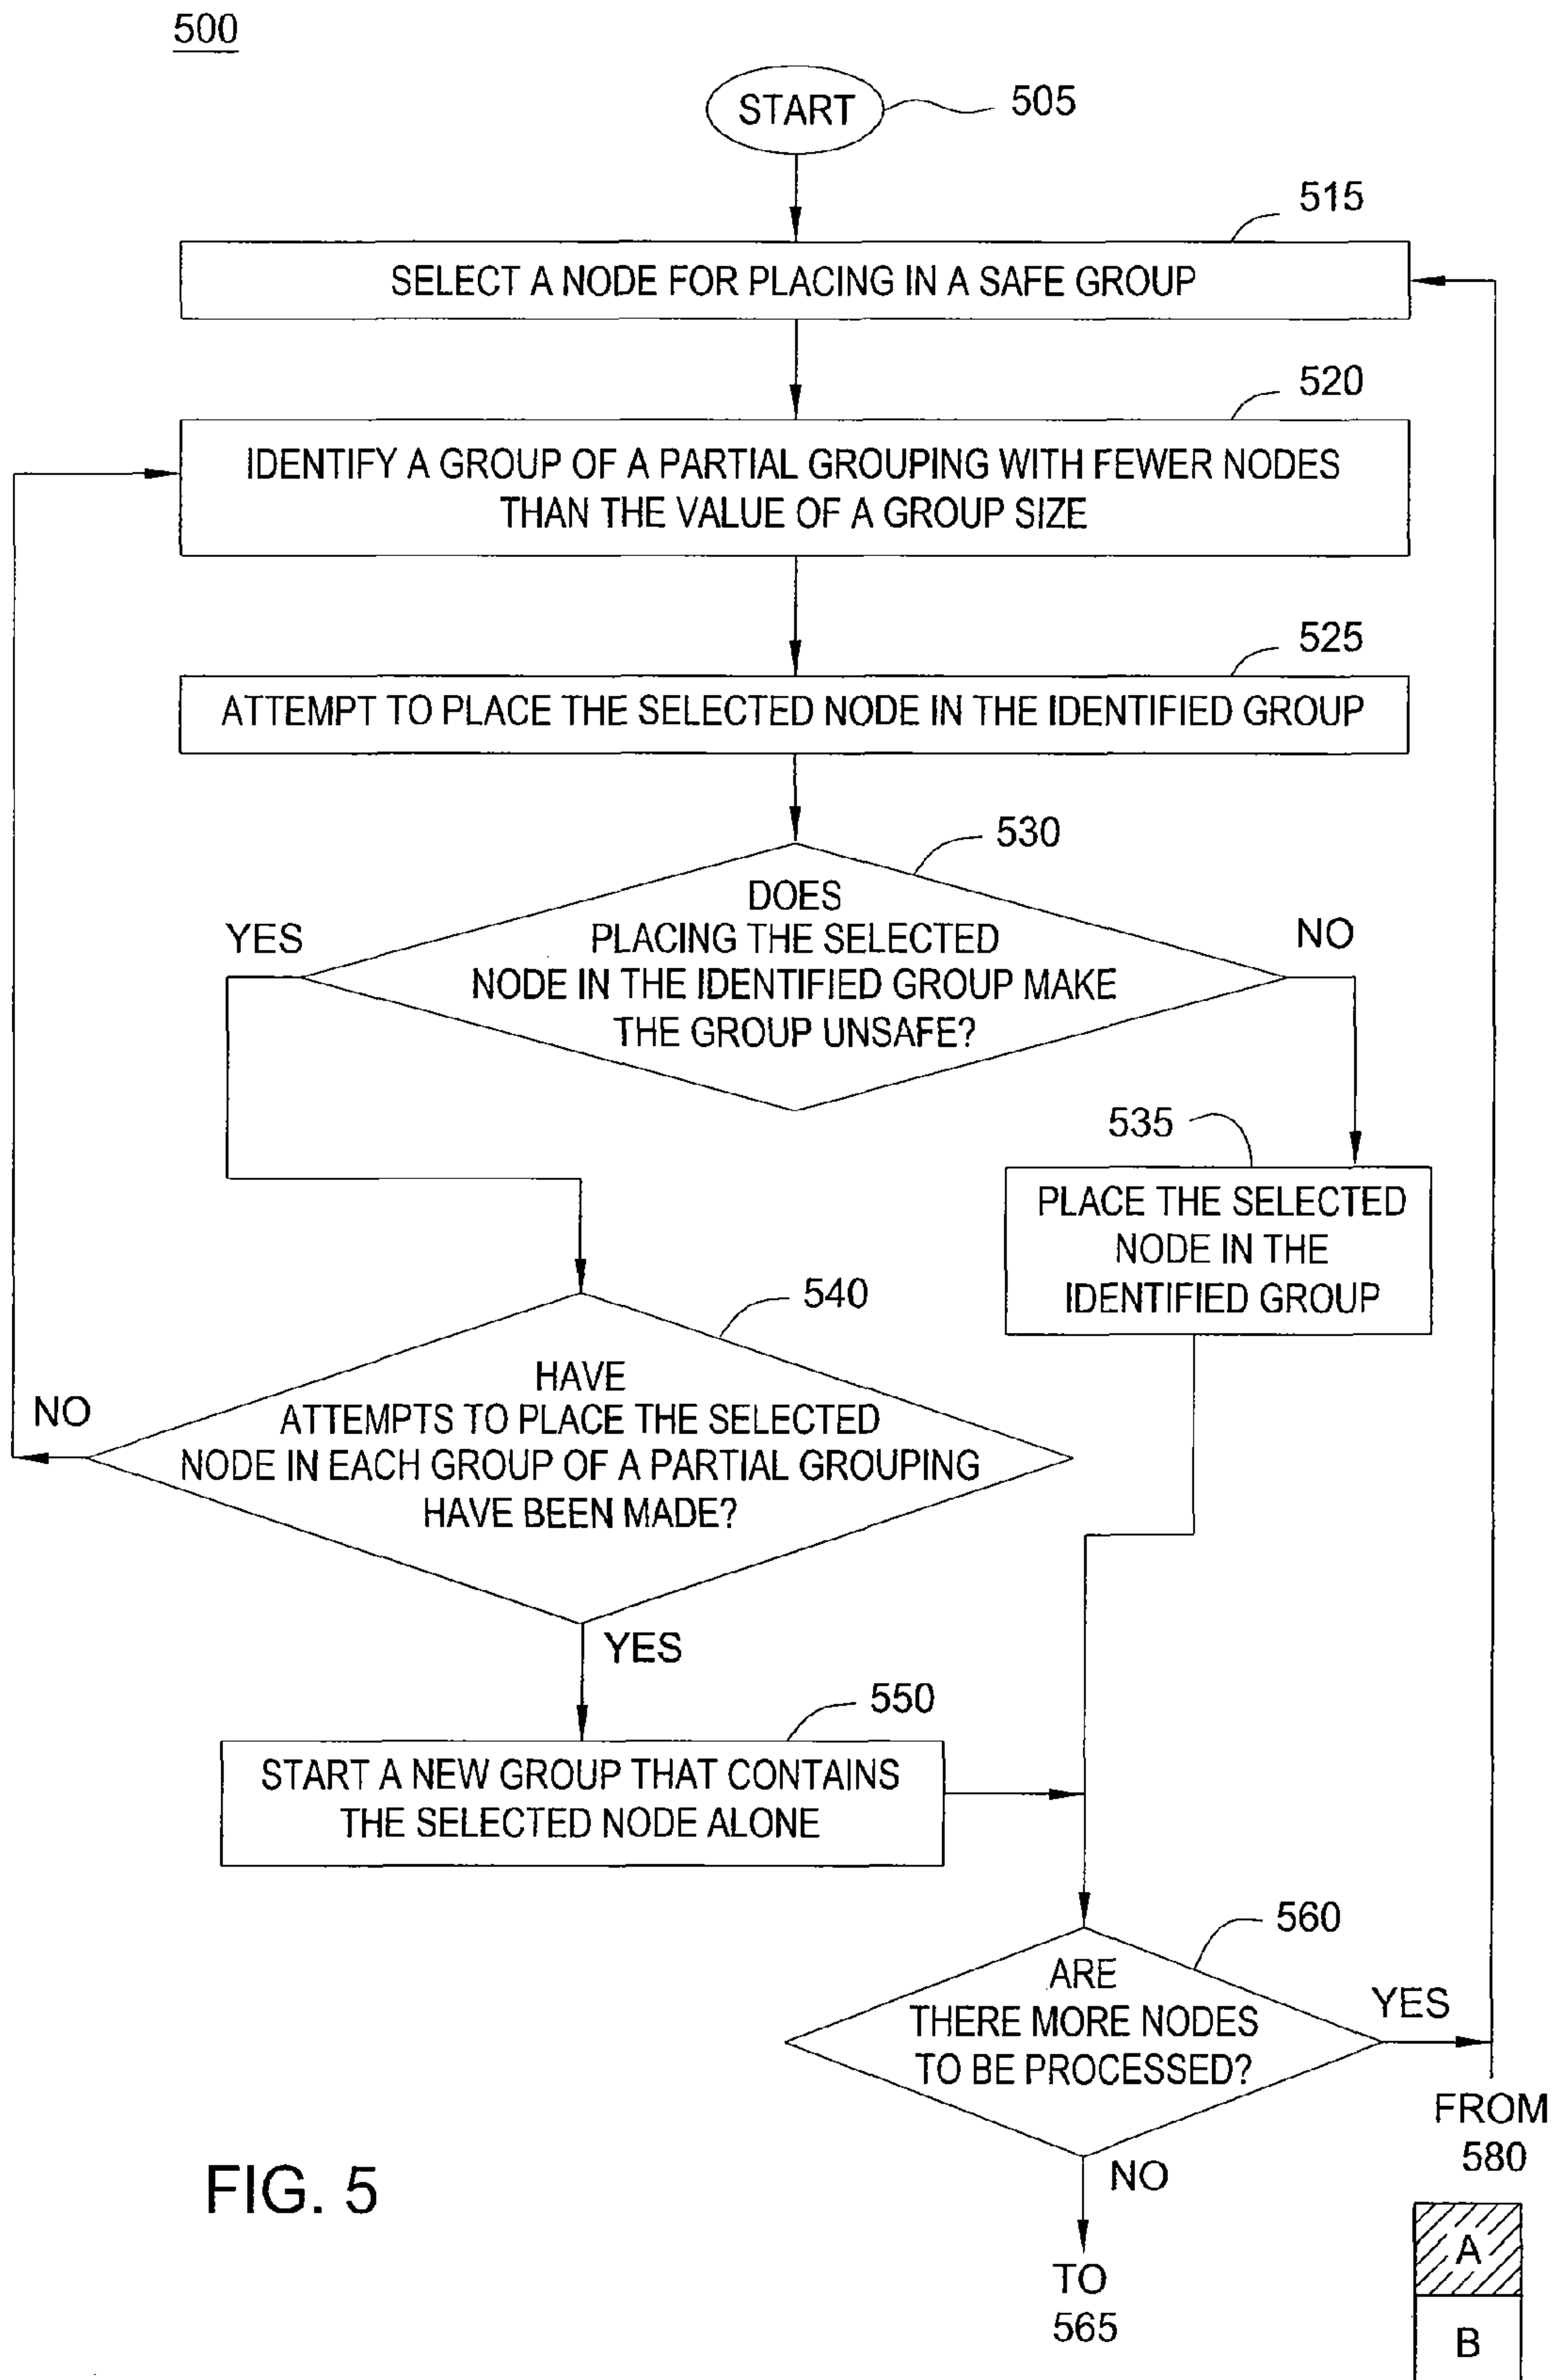 500
START
505
515
SELECT A NODE FOR PLACING IN A SAFE GROUP
520
IDENTIFY A GROUP OF A PARTIAL GROUPING WITH FEWER NODES
THAN THE VALUE OF A GROUP SIZE
525
ATTEMPT TO PLACE THE SELECTED NODE IN THE IDENTIFIED GROUP
530
DOES
PLACING THE SELECTED
NODE IN THE IDENTIFIED GROUP MAKE
THE GROUP UNSAFE?
YES
NO
535
PLACE THE SELECTED
NODE IN THE
IDENTIFIED GROUP
540
HAVE
ATTEMPTS TO PLACE THE SELECTED
NODE IN EACH GROUP OF A PARTIAL GROUPING
HAVE BEEN MADE?
NO
YES
550
START A NEW GROUP THAT CONTAINS
THE SELECTED NODE ALONE
560
ARE
THERE MORE NODES
TO BE PROCESSED?
YES
FROM
580
NO
TO
565
FIG. 5
A
B